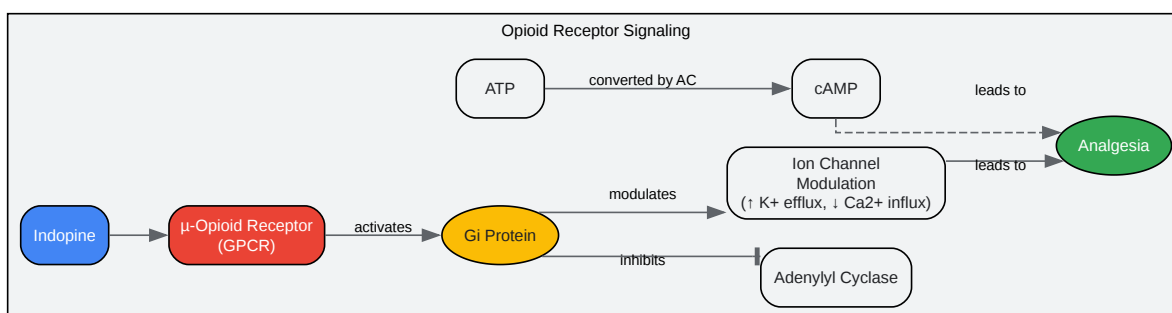 Opioid Receptor Signaling
ATP
converted by AC
cAMP
leads to
Analgesia
Ion Channel
Modulation
(↑ K+ efflux, ↓ Ca2+ influx)
leads to
modulates
Indopine
μ-Opioid Receptor
(GPCR)
activates
Gi Protein
inhibits
Adenylyl Cyclase